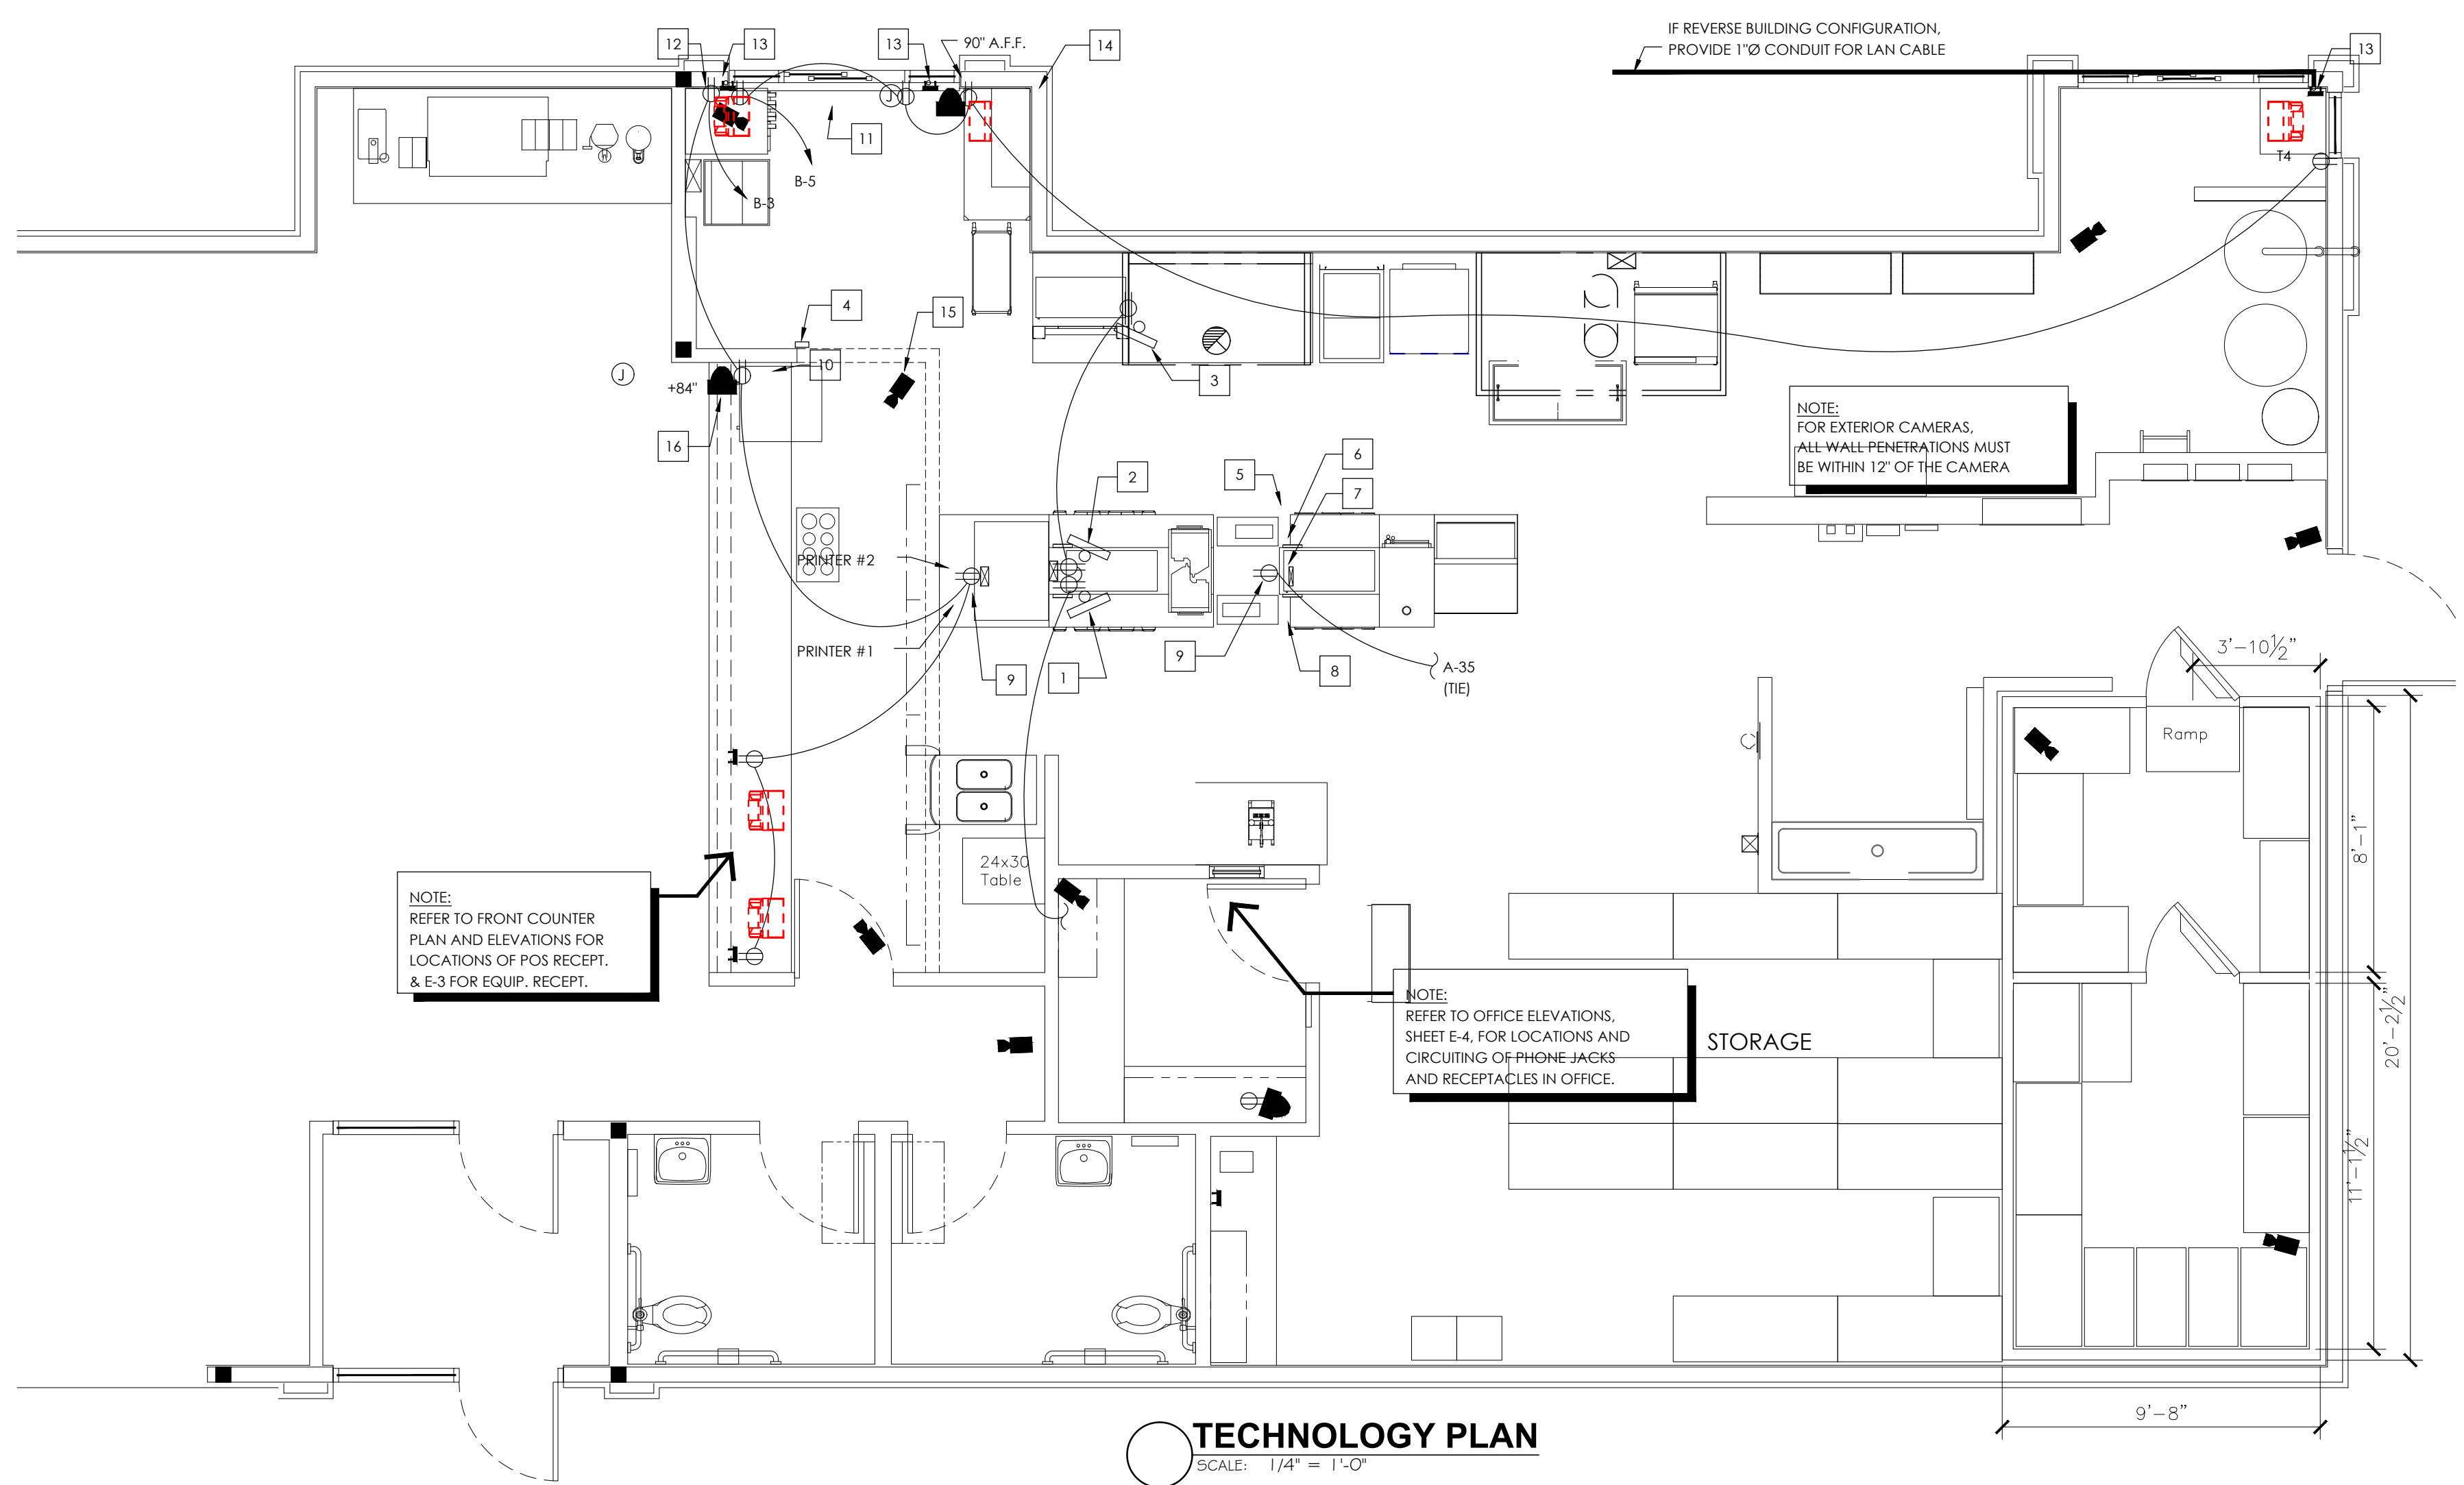 IF REVERSE BUILDING CONFIGURATION,
PROVIDE 1"Ø CONDUIT FOR LAN CABLE
12
13
13
90" A.F.F.
14
13
J
11
B-5
B-3
T4
4
15
10
J
+84"
3
16
NOTE:
FOR EXTERIOR CAMERAS,
ALL WALL PENETRATIONS MUST
BE WITHIN 12" OF THE CAMERA
2
5
6
7
PRINTER #2
PRINTER #1
9
1
9
8
A-35
(TIE)
3'-10½"
Ramp
8'-1"
24x30
Table
NOTE:
REFER TO FRONT COUNTER
PLAN AND ELEVATIONS FOR
LOCATIONS OF POS RECEPT.
& E-3 FOR EQUIP. RECEPT.
NOTE:
REFER TO OFFICE ELEVATIONS,
SHEET E-4, FOR LOCATIONS AND
CIRCUITING OF PHONE JACKS
AND RECEPTACLES IN OFFICE.
STORAGE
20'-2½"
11'-1½"
9'-8"
TECHNOLOGY PLAN
SCALE: 1/4" = 1'-0"